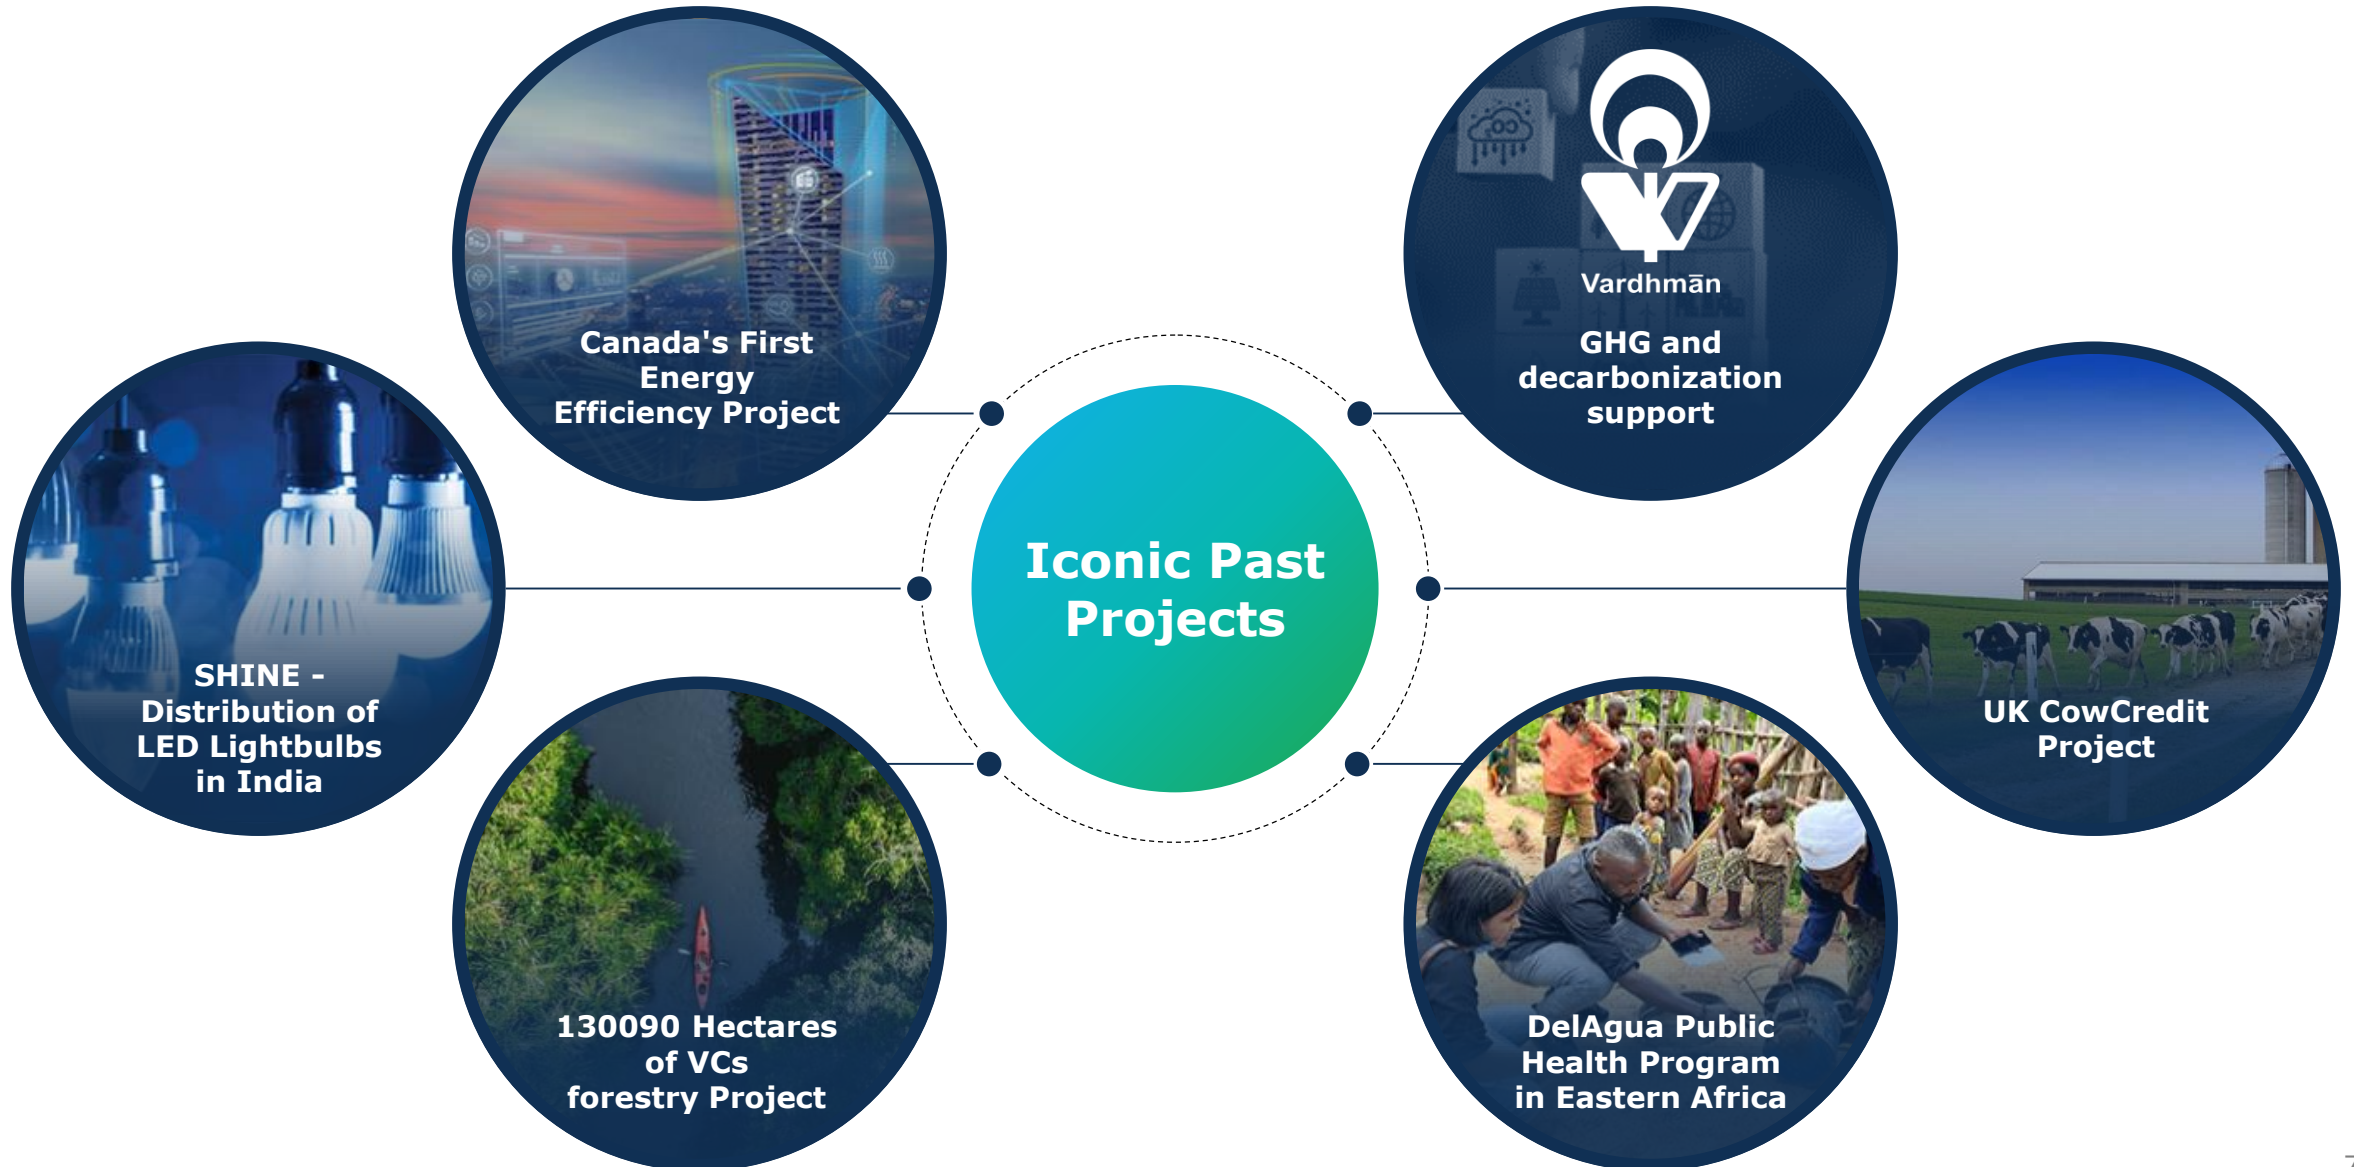 Canada's First
Energy
Efficiency Project
Vardhmān
GHG and
decarbonization
support
SHINE -
Distribution of
LED Lightbulbs
in India
Iconic Past
Projects
UK CowCredit
Project
130090 Hectares
of VCs
forestry Project
DelAgua Public
Health Program
in Eastern Africa